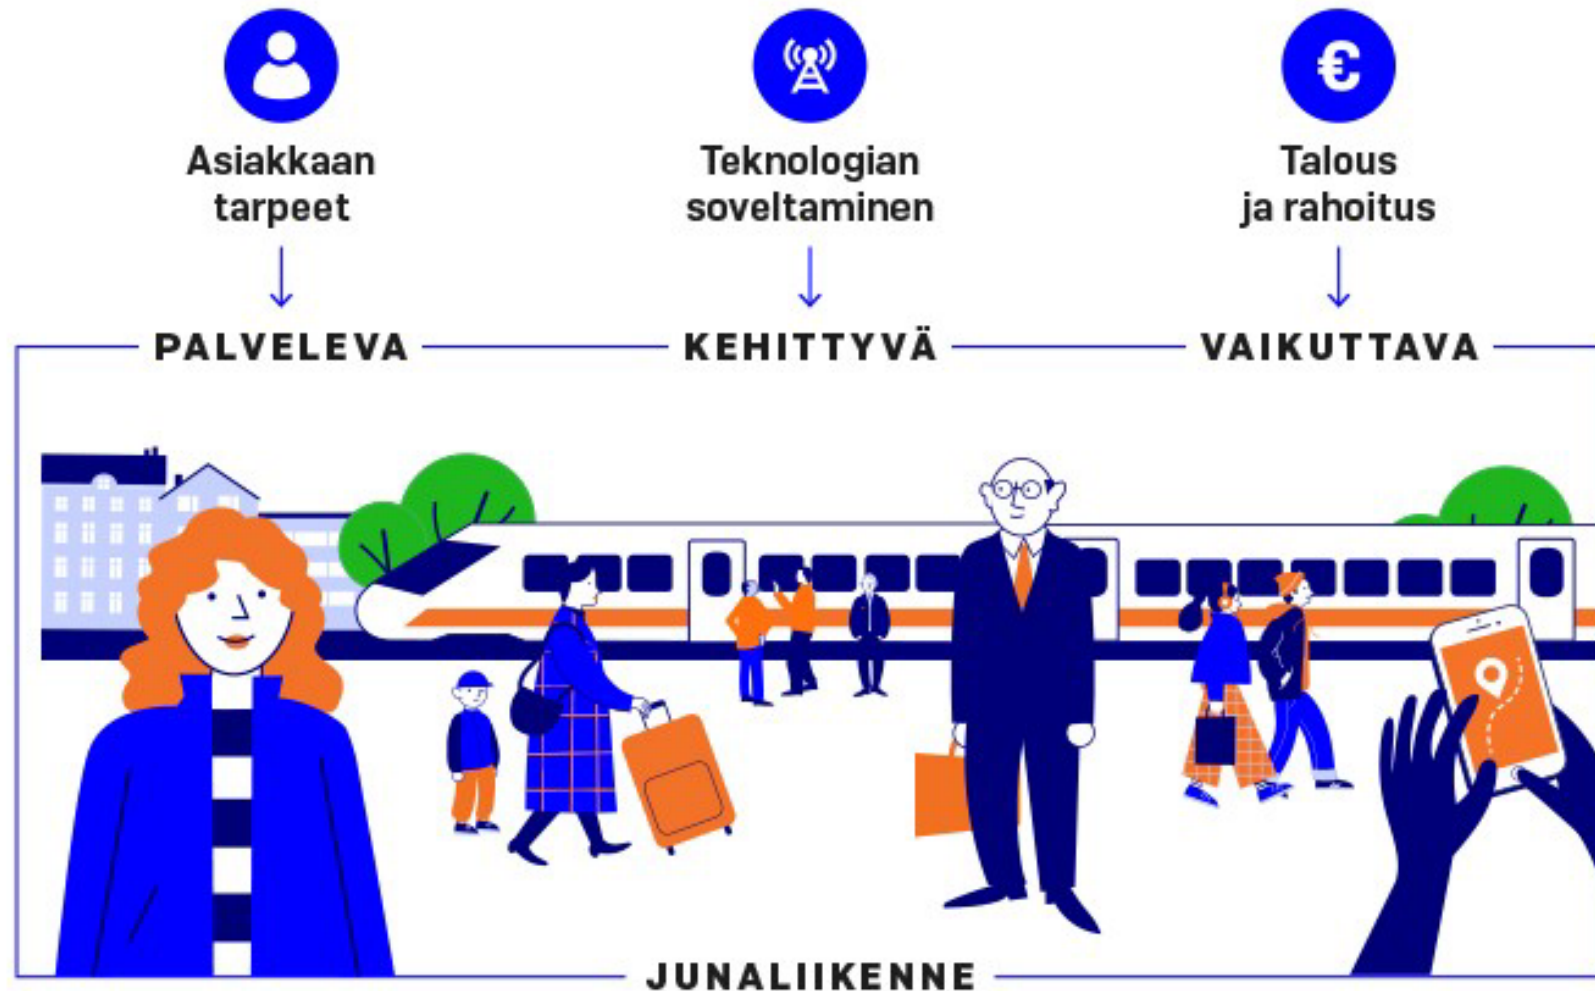 Asiakkaan
tarpeet
Teknologian
soveltaminen
€
Talous
ja rahoitus
PALVELEVA
KEHITTYVÄ
VAIKUTTAVA
JUNALIIKENNE